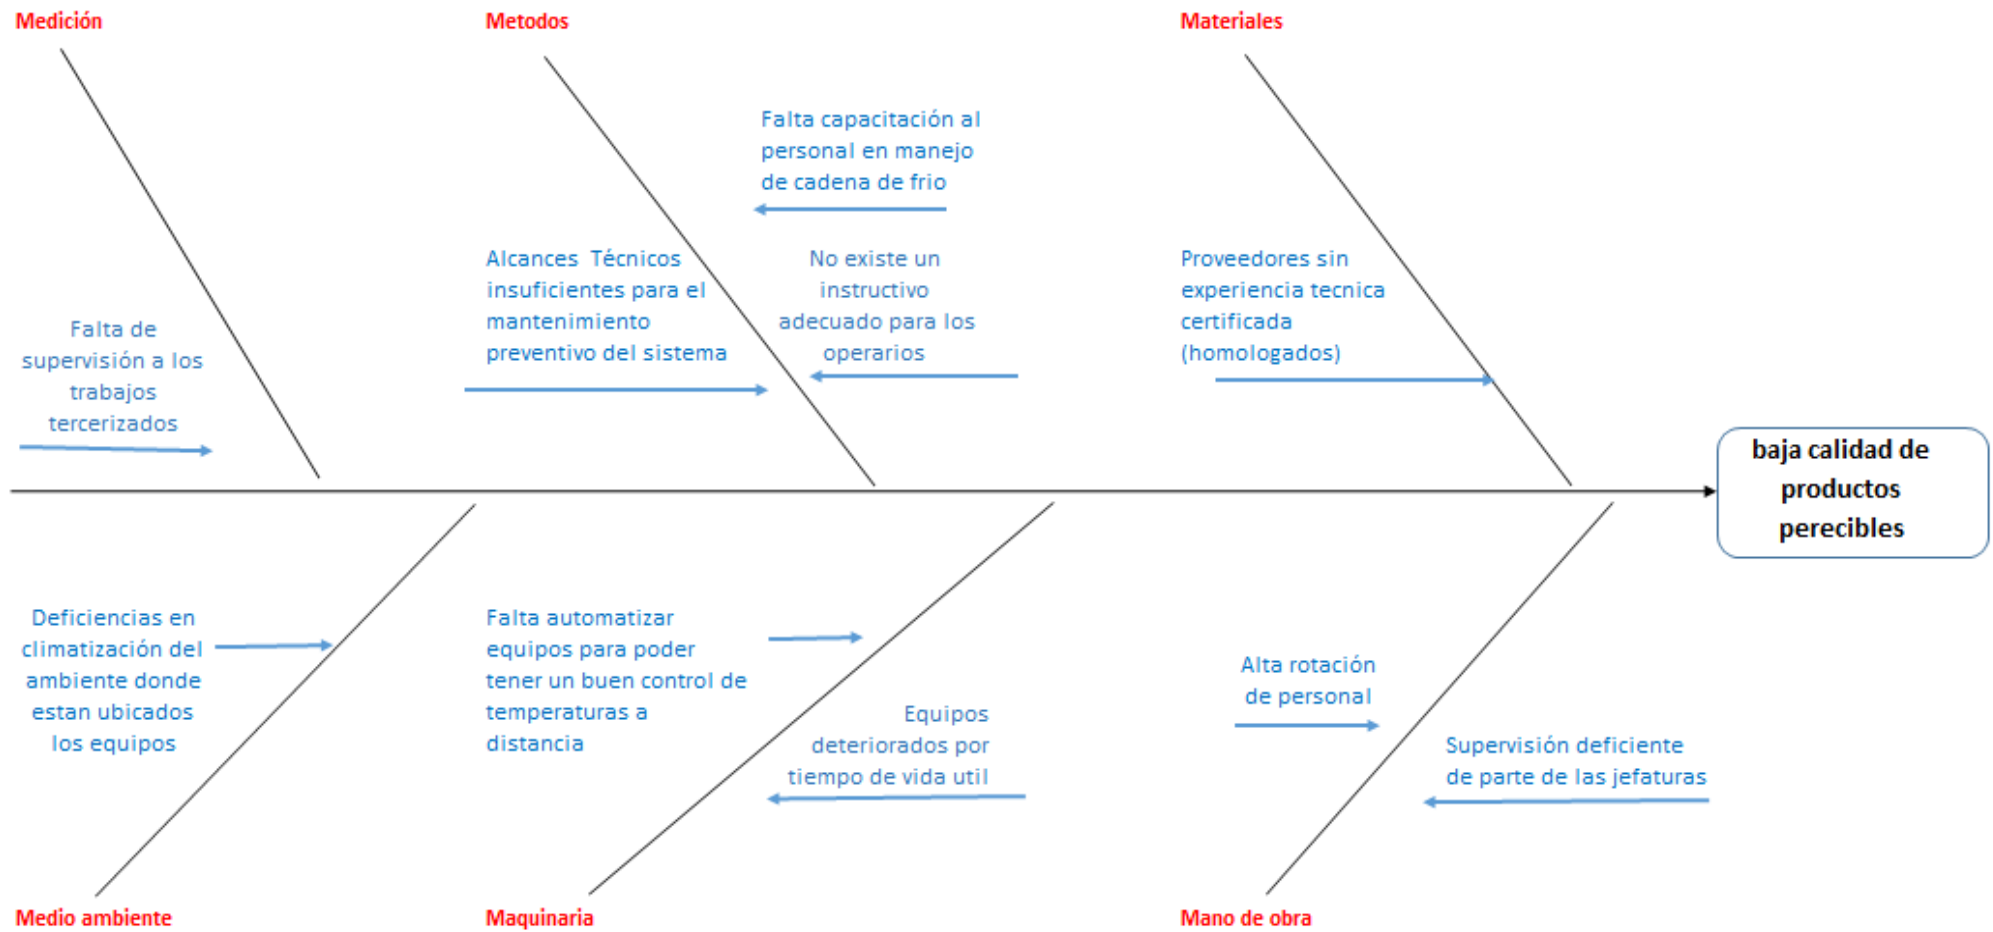 Medición
Metodos
Materiales
Falta capacitación al
personal en manejo
de cadena de frio
Alcances  Técnicos
insuficientes para el
mantenimiento
preventivo del sistema
No existe un
instructivo
adecuado para los
operarios
Proveedores sin
experiencia tecnica
certificada
(homologados)
Falta de
supervisión a los
trabajos
tercerizados
baja calidad de
productos
perecibles
Deficiencias en
climatización del
ambiente donde
estan ubicados
los equipos
Falta automatizar
equipos para poder
tener un buen control de
temperaturas a
distancia
Equipos
deteriorados por
tiempo de vida util
Alta rotación
de personal
Supervisión deficiente
de parte de las jefaturas
Medio ambiente
Maquinaria
Mano de obra